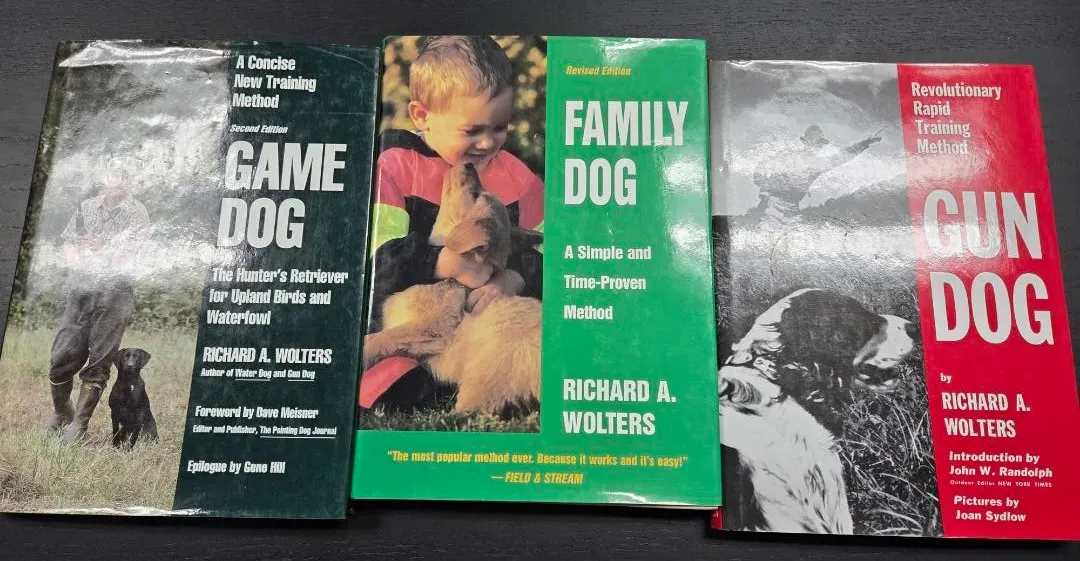 A Concise
New Training
Method
Second Edition
GAME
DOG
The Hunter's Retriever
for Upland Birds and
Waterfowl
RICHARD A. WOLTERS
Author of Water Dog and Gun Dog
Foreword by Dave Meisner
Editor and Publisher, The Pointing Dog Journal
Epilogue by Gene Hill
Revised Edition
FAMILY
DOG
A Simple and
Time-Proven
Method
RICHARD A.
WOLTERS
"The most popular method ever. Because it works and it's easy!"
— FIELD & STREAM
Revolutionary
Rapid
Training
Method
GUN
DOG
by
RICHARD A.
WOLTERS
Introduction by
John W. Randolph
Outdoor Editor NEW YORK TIMES
Pictures by
Joan Sydlow